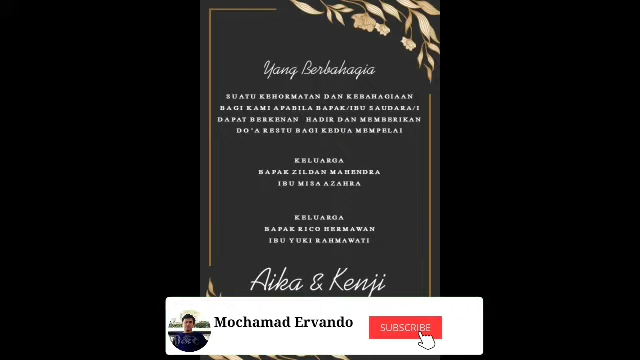 Yang Berbahagia
SUATU KEHORMATAN DAN KEBAHAGIAAN
BAGI KAMI APABILA BAPAK/IBU SAUDARA/I
DAPAT BERKENAN HADIR DAN MEMBERIKAN
DO'A RESTU BAGI KEDUA MEMPELAI
KELUARGA
BAPAK ZILDAN MAHENDRA
IBU MISA AZAHRA
KELUARGA
BAPAK RICO HERMAWAN
IBU YUKI RAHMAWATI
Aika & Kenji
Mochamad Ervando
SUBSCRIBE